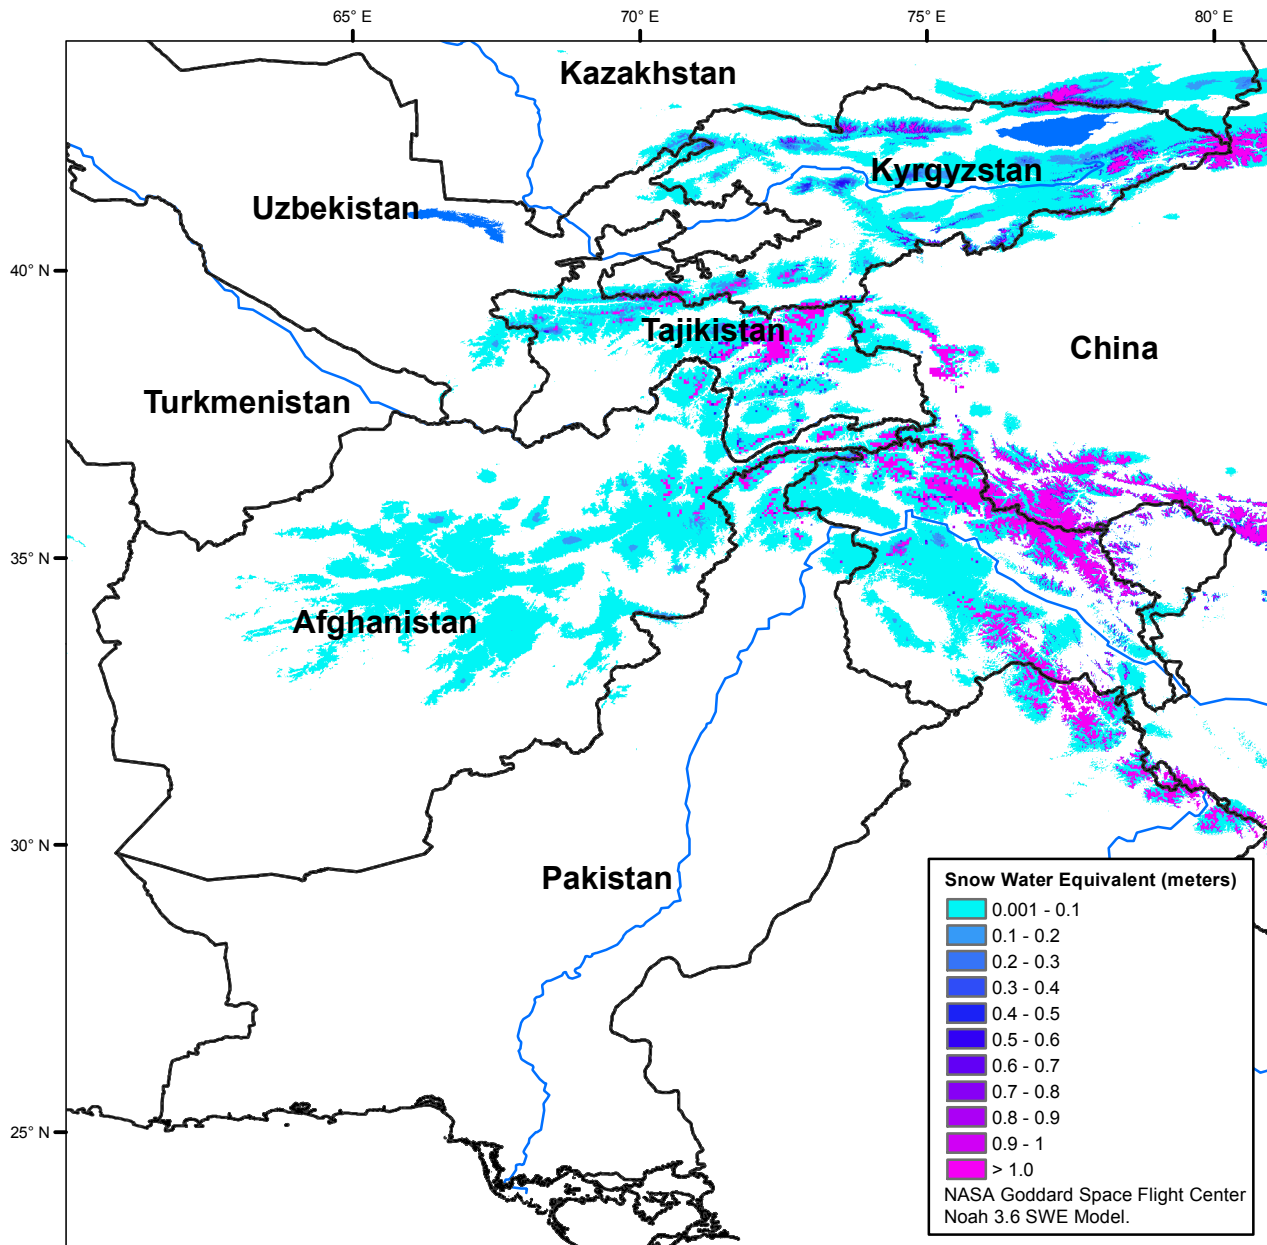 65° E
70° E
75° E
80° E
Kazakhstan
Kyrgyzstan
Uzbekistan
40° N
Tajikistan
China
Turkmenistan
35° N
Afghanistan
30° N
Pakistan
25° N
Snow Water Equivalent (meters)
0.001 - 0.1
0.1 - 0.2
0.2 - 0.3
0.3 - 0.4
0.4 - 0.5
0.5 - 0.6
0.6 - 0.7
0.7 - 0.8
0.8 - 0.9
0.9 - 1
> 1.0
NASA Goddard Space Flight Center
Noah 3.6 SWE Model.